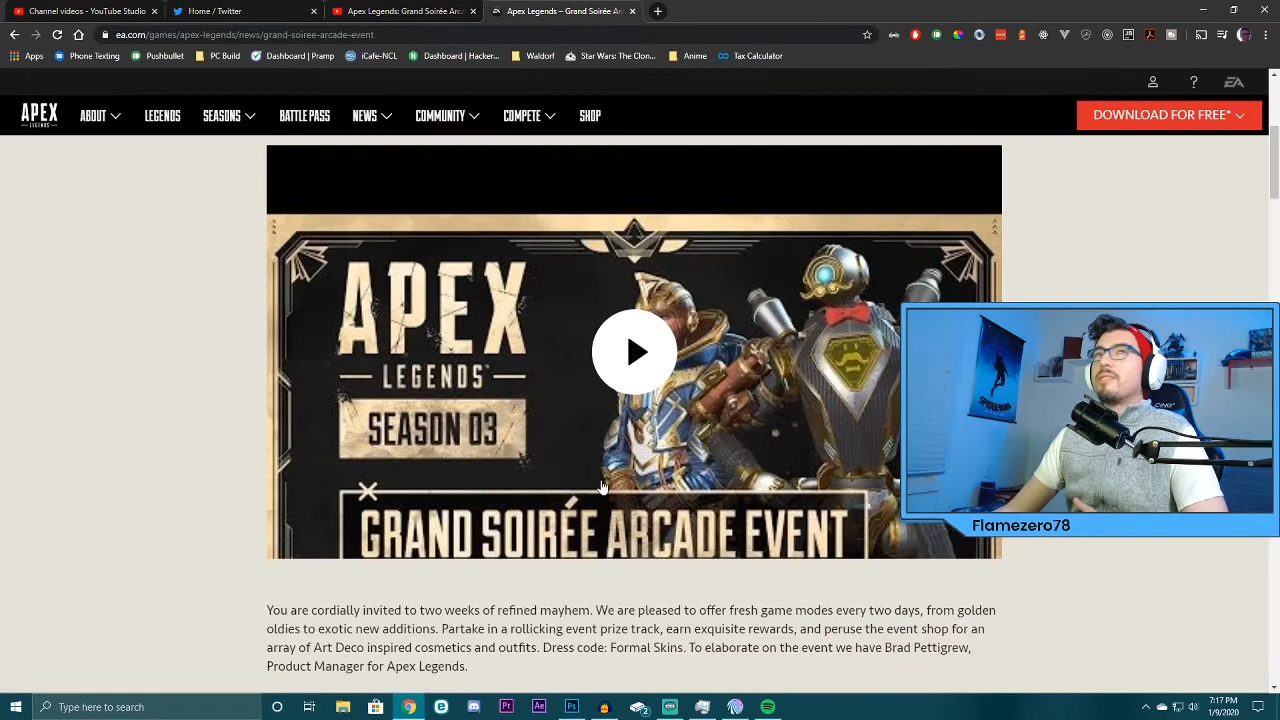 Channel videos - YouTube Studio
Home / Twitter
Apex Legends: Grand Soirée Arca
Apex Legends – Grand Soirée Ar
ea.com/games/apex-legends/news/grand-soiree-arcade-event
Apps
Phone Texting
Pushbullet
PC Build
Dashboard | Pramp
iCafe-NCL
Dashboard | Hacker...
Waldorf
Star Wars: The Clon...
Anime
Tax Calculator
EA
APEX
LEGENDS
ABOUT
LEGENDS
SEASONS
BATTLE PASS
NEWS
COMMUNITY
COMPETE
SHOP
DOWNLOAD FOR FREE*
APEX
LEGENDS
SEASON 03
GRAND SOIRÉE ARCADE EVENT
SPIDER-MAN
Flamezero78
You are cordially invited to two weeks of refined mayhem. We are pleased to offer fresh game modes every two days, from golden
oldies to exotic new additions. Partake in a rollicking event prize track, earn exquisite rewards, and peruse the event shop for an
array of Art Deco inspired cosmetics and outfits. Dress code: Formal Skins. To elaborate on the event we have Brad Pettigrew,
Product Manager for Apex Legends.
Type here to search
Pr
Ae
Ps
2
7:17 PM
1/9/2020